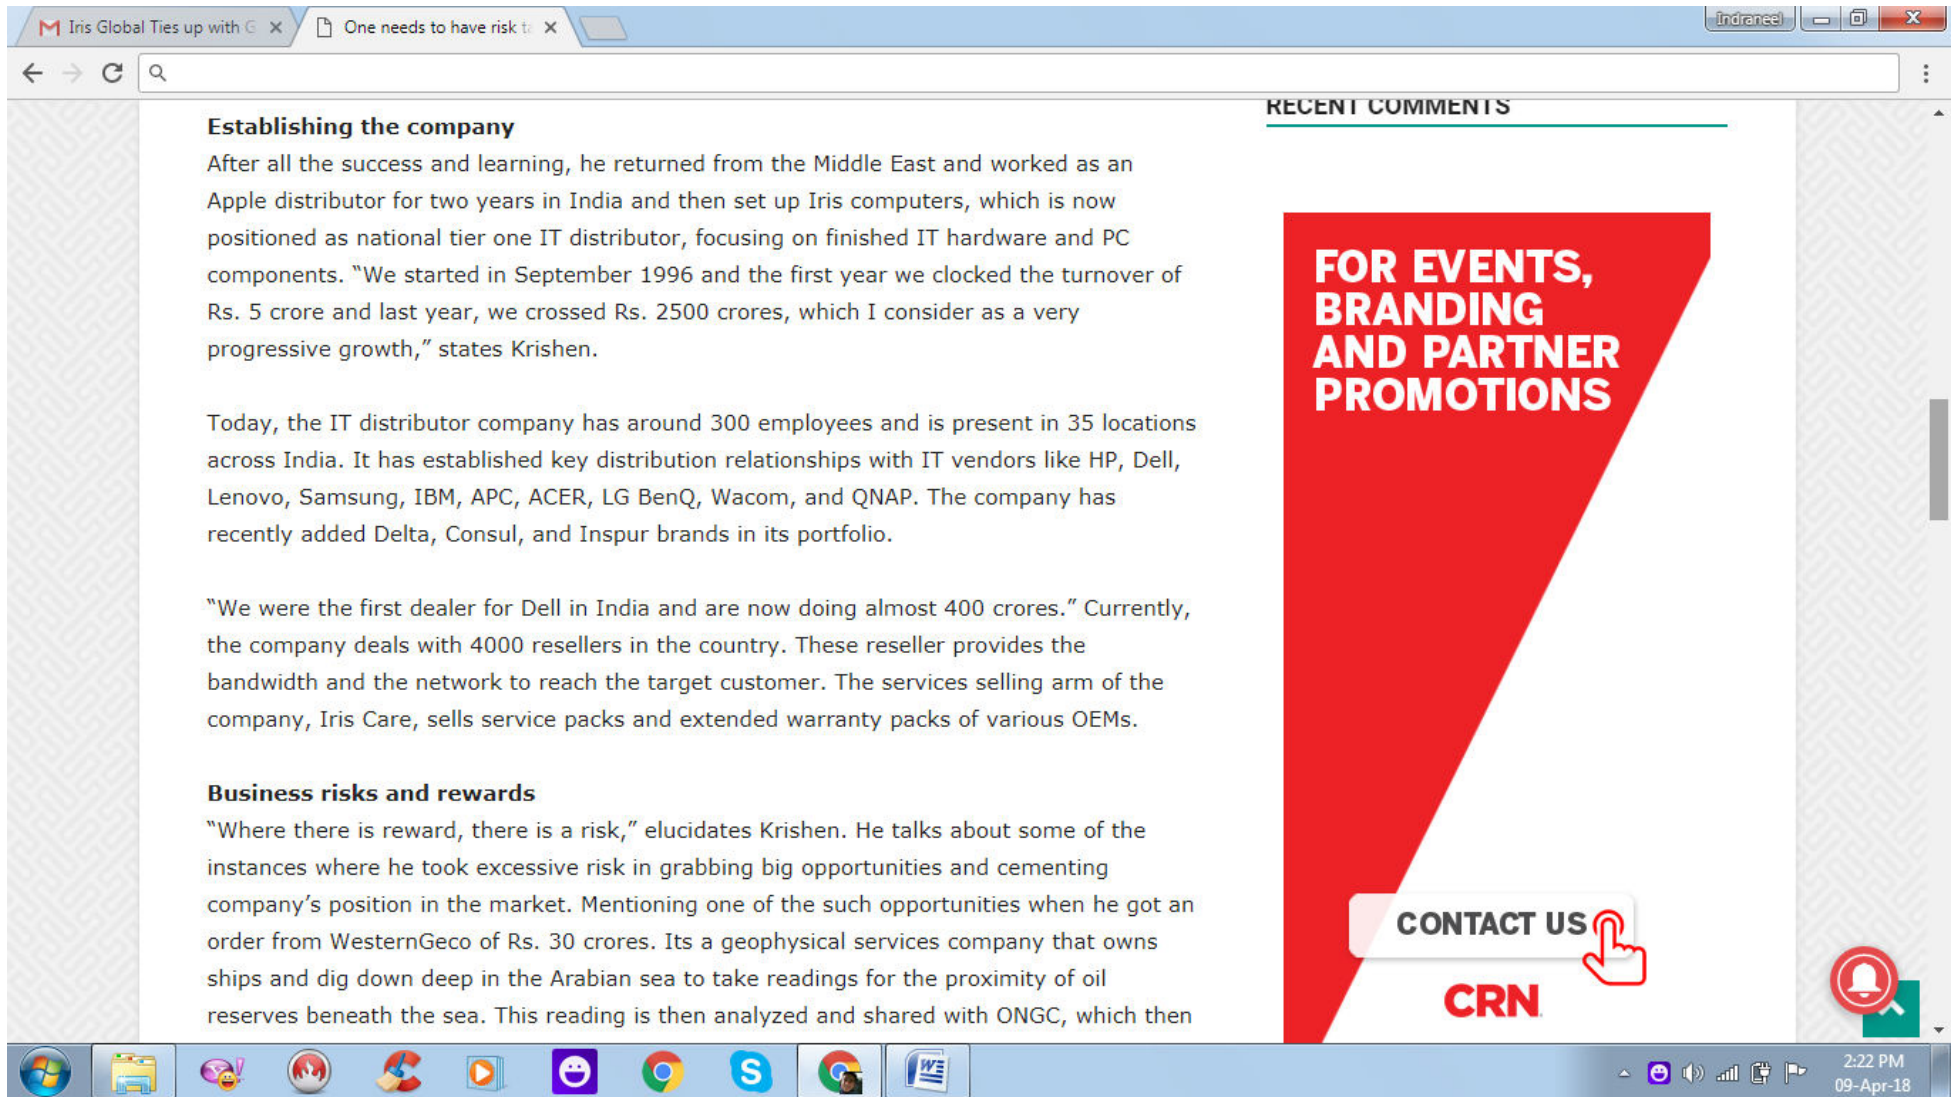 Iris Global Ties up with G
One needs to have risk ta
Indraneel
Establishing the company
After all the success and learning, he returned from the Middle East and worked as an
Apple distributor for two years in India and then set up Iris computers, which is now
positioned as national tier one IT distributor, focusing on finished IT hardware and PC
components. “We started in September 1996 and the first year we clocked the turnover of
Rs. 5 crore and last year, we crossed Rs. 2500 crores, which I consider as a very
progressive growth,” states Krishen.
Today, the IT distributor company has around 300 employees and is present in 35 locations
across India. It has established key distribution relationships with IT vendors like HP, Dell,
Lenovo, Samsung, IBM, APC, ACER, LG BenQ, Wacom, and QNAP. The company has
recently added Delta, Consul, and Inspur brands in its portfolio.
“We were the first dealer for Dell in India and are now doing almost 400 crores.” Currently,
the company deals with 4000 resellers in the country. These reseller provides the
bandwidth and the network to reach the target customer. The services selling arm of the
company, Iris Care, sells service packs and extended warranty packs of various OEMs.
Business risks and rewards
“Where there is reward, there is a risk,” elucidates Krishen. He talks about some of the
instances where he took excessive risk in grabbing big opportunities and cementing
company’s position in the market. Mentioning one of the such opportunities when he got an
order from WesternGeco of Rs. 30 crores. Its a geophysical services company that owns
ships and dig down deep in the Arabian sea to take readings for the proximity of oil
reserves beneath the sea. This reading is then analyzed and shared with ONGC, which then
RECENT COMMENTS
FOR EVENTS,
BRANDING
AND PARTNER
PROMOTIONS
CONTACT US
CRN
2:22 PM
09-Apr-18